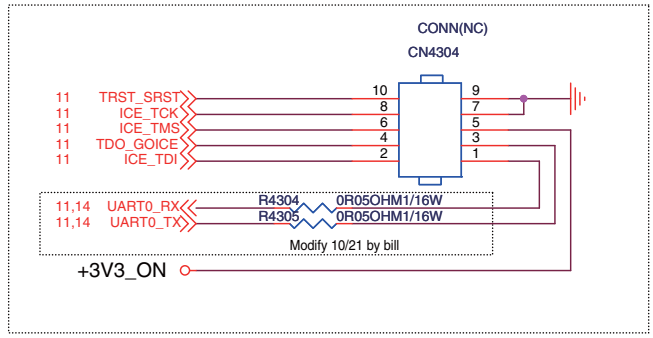 CONN(NC)
CN4304
11 TRST_SRST 10 9
11 ICE_TCK 8 7
11 ICE_TMS 6 5
11 TDO_GOICE 4 3
11 ICE_TDI 2 1
11,14 UART0_RX R4304 0R05OHM1/16W
11,14 UART0_TX R4305 0R05OHM1/16W
Modify 10/21 by bill
+3V3_ON